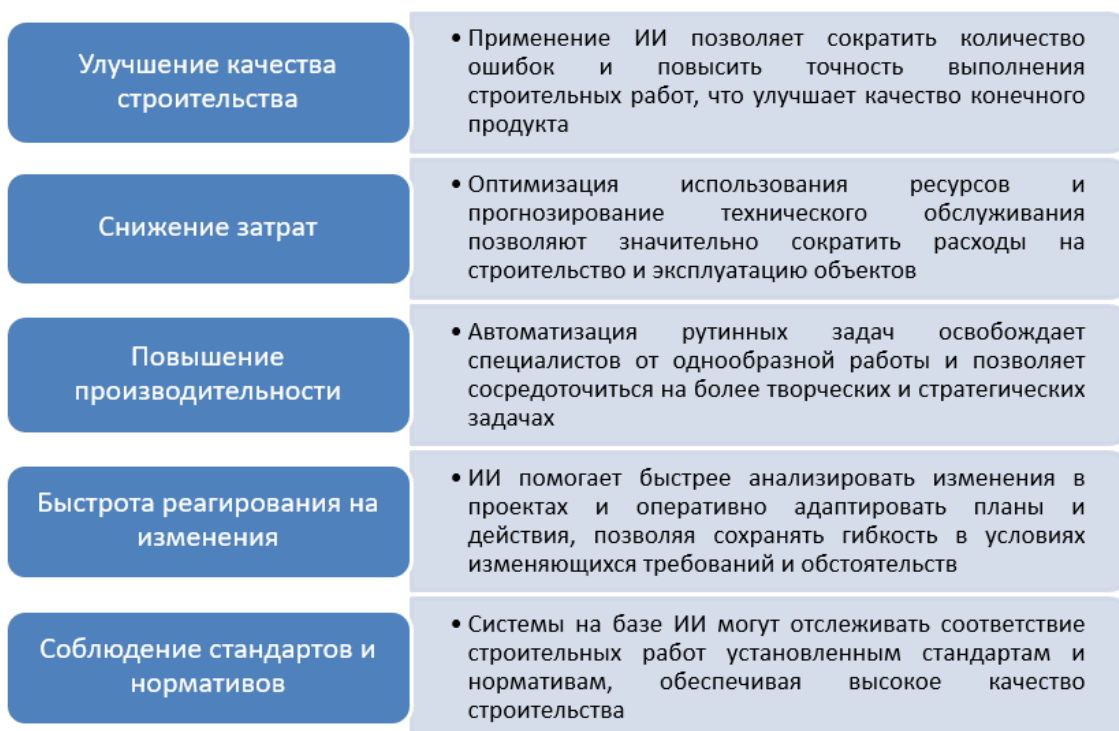 Улучшение качества
строительства
• Применение ИИ позволяет сократить количество
ошибок и повысить точность выполнения
строительных работ, что улучшает качество конечного
продукта
Снижение затрат
• Оптимизация использования ресурсов и
прогнозирование технического обслуживания
позволяют значительно сократить расходы на
строительство и эксплуатацию объектов
Повышение
производительности
• Автоматизация рутинных задач освобождает
специалистов от однообразной работы и позволяет
сосредоточиться на более творческих и стратегических
задачах
Быстрота реагирования на
изменения
• ИИ помогает быстрее анализировать изменения в
проектах и оперативно адаптировать планы и
действия, позволяя сохранять гибкость в условиях
изменяющихся требований и обстоятельств
Соблюдение стандартов и
нормативов
• Системы на базе ИИ могут отслеживать соответствие
строительных работ установленным стандартам и
нормативам, обеспечивая высокое качество
строительства